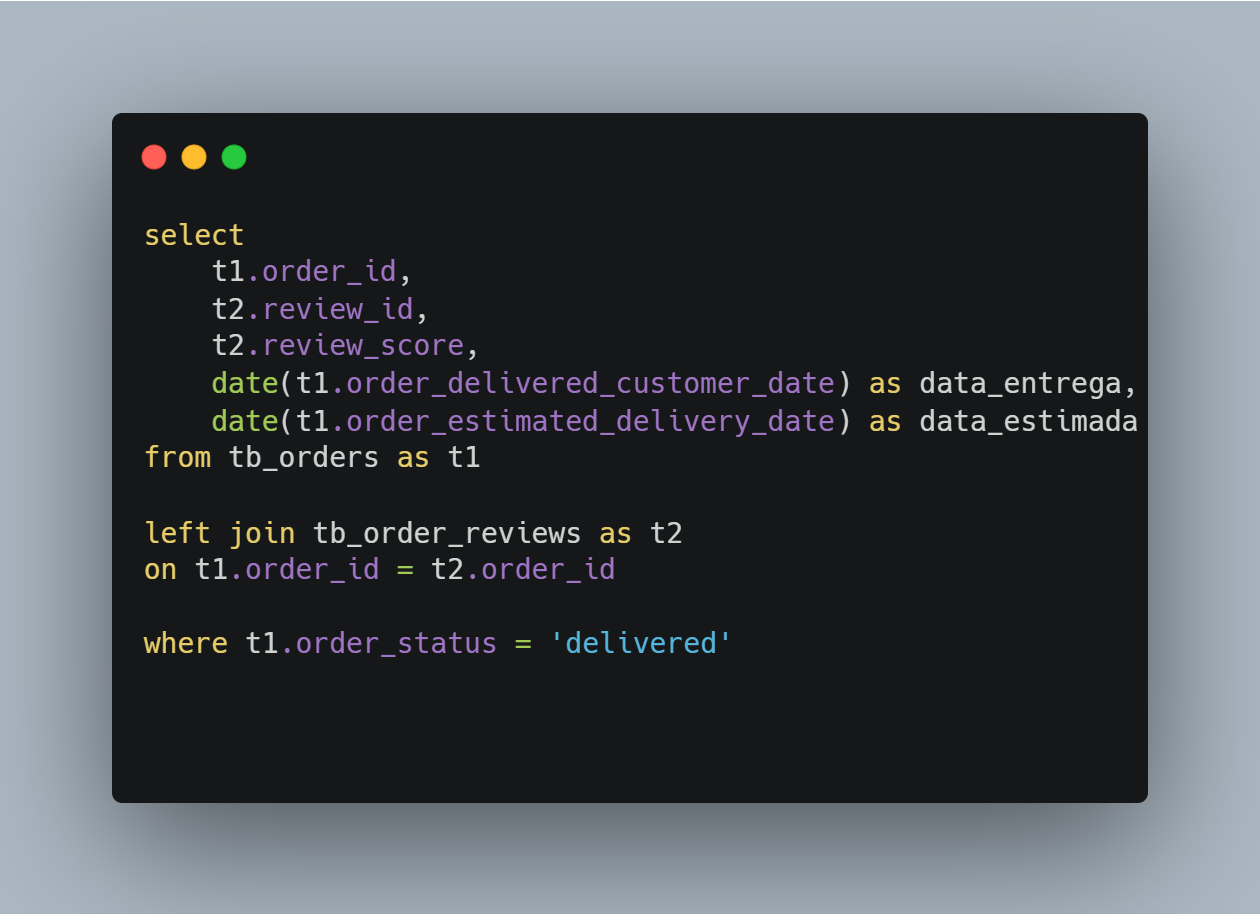 select
    t1.order_id,
    t2.review_id,
    t2.review_score,
    date(t1.order_delivered_customer_date) as data_entrega,
    date(t1.order_estimated_delivery_date) as data_estimada
from tb_orders as t1

left join tb_order_reviews as t2
on t1.order_id = t2.order_id

where t1.order_status = 'delivered'